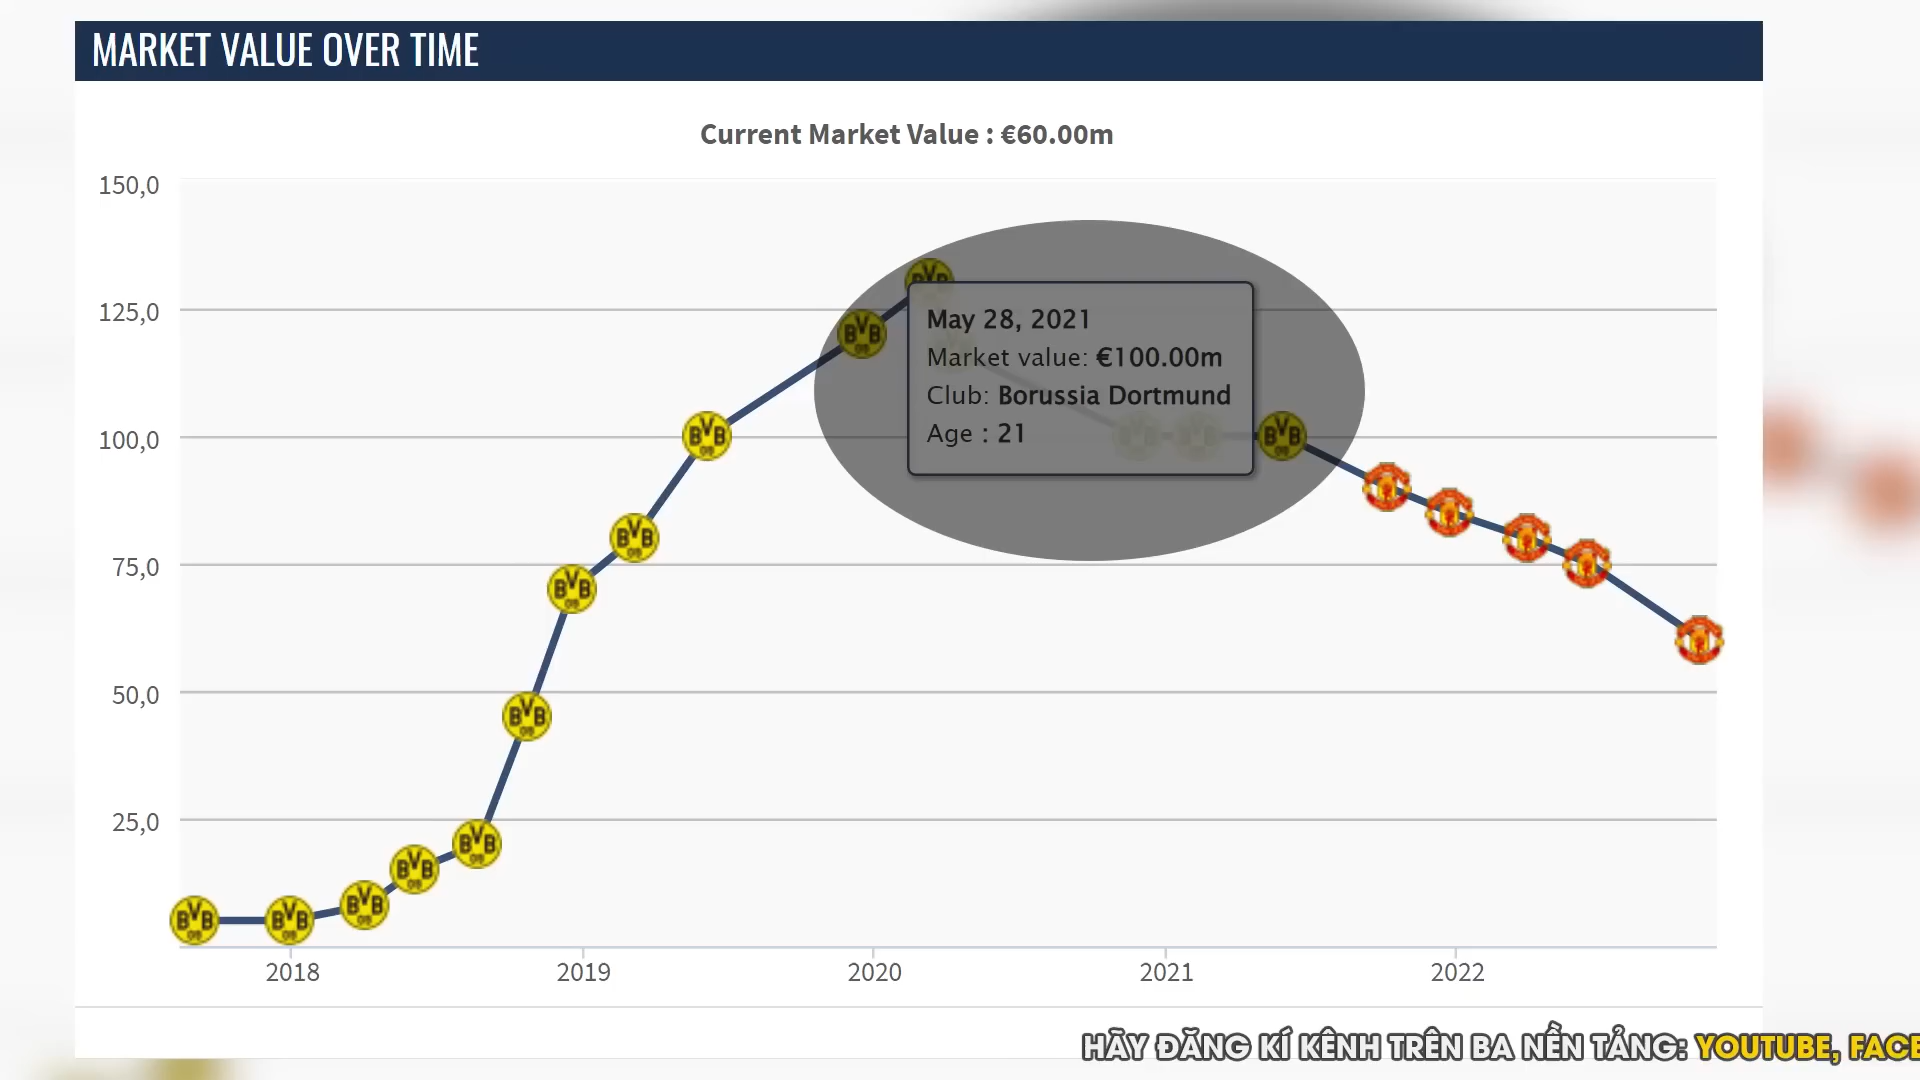 MARKET VALUE OVER TIME
Current Market Value : €60.00m
150,0
125,0
100,0
75,0
50,0
25,0
May 28, 2021
Market value: €100.00m
Club: Borussia Dortmund
Age : 21
BVB 09
2018
2019
2020
2021
2022
HÃY ĐĂNG KÍ KÊNH TRÊN BA NỀN TẢNG: YOUTUBE,